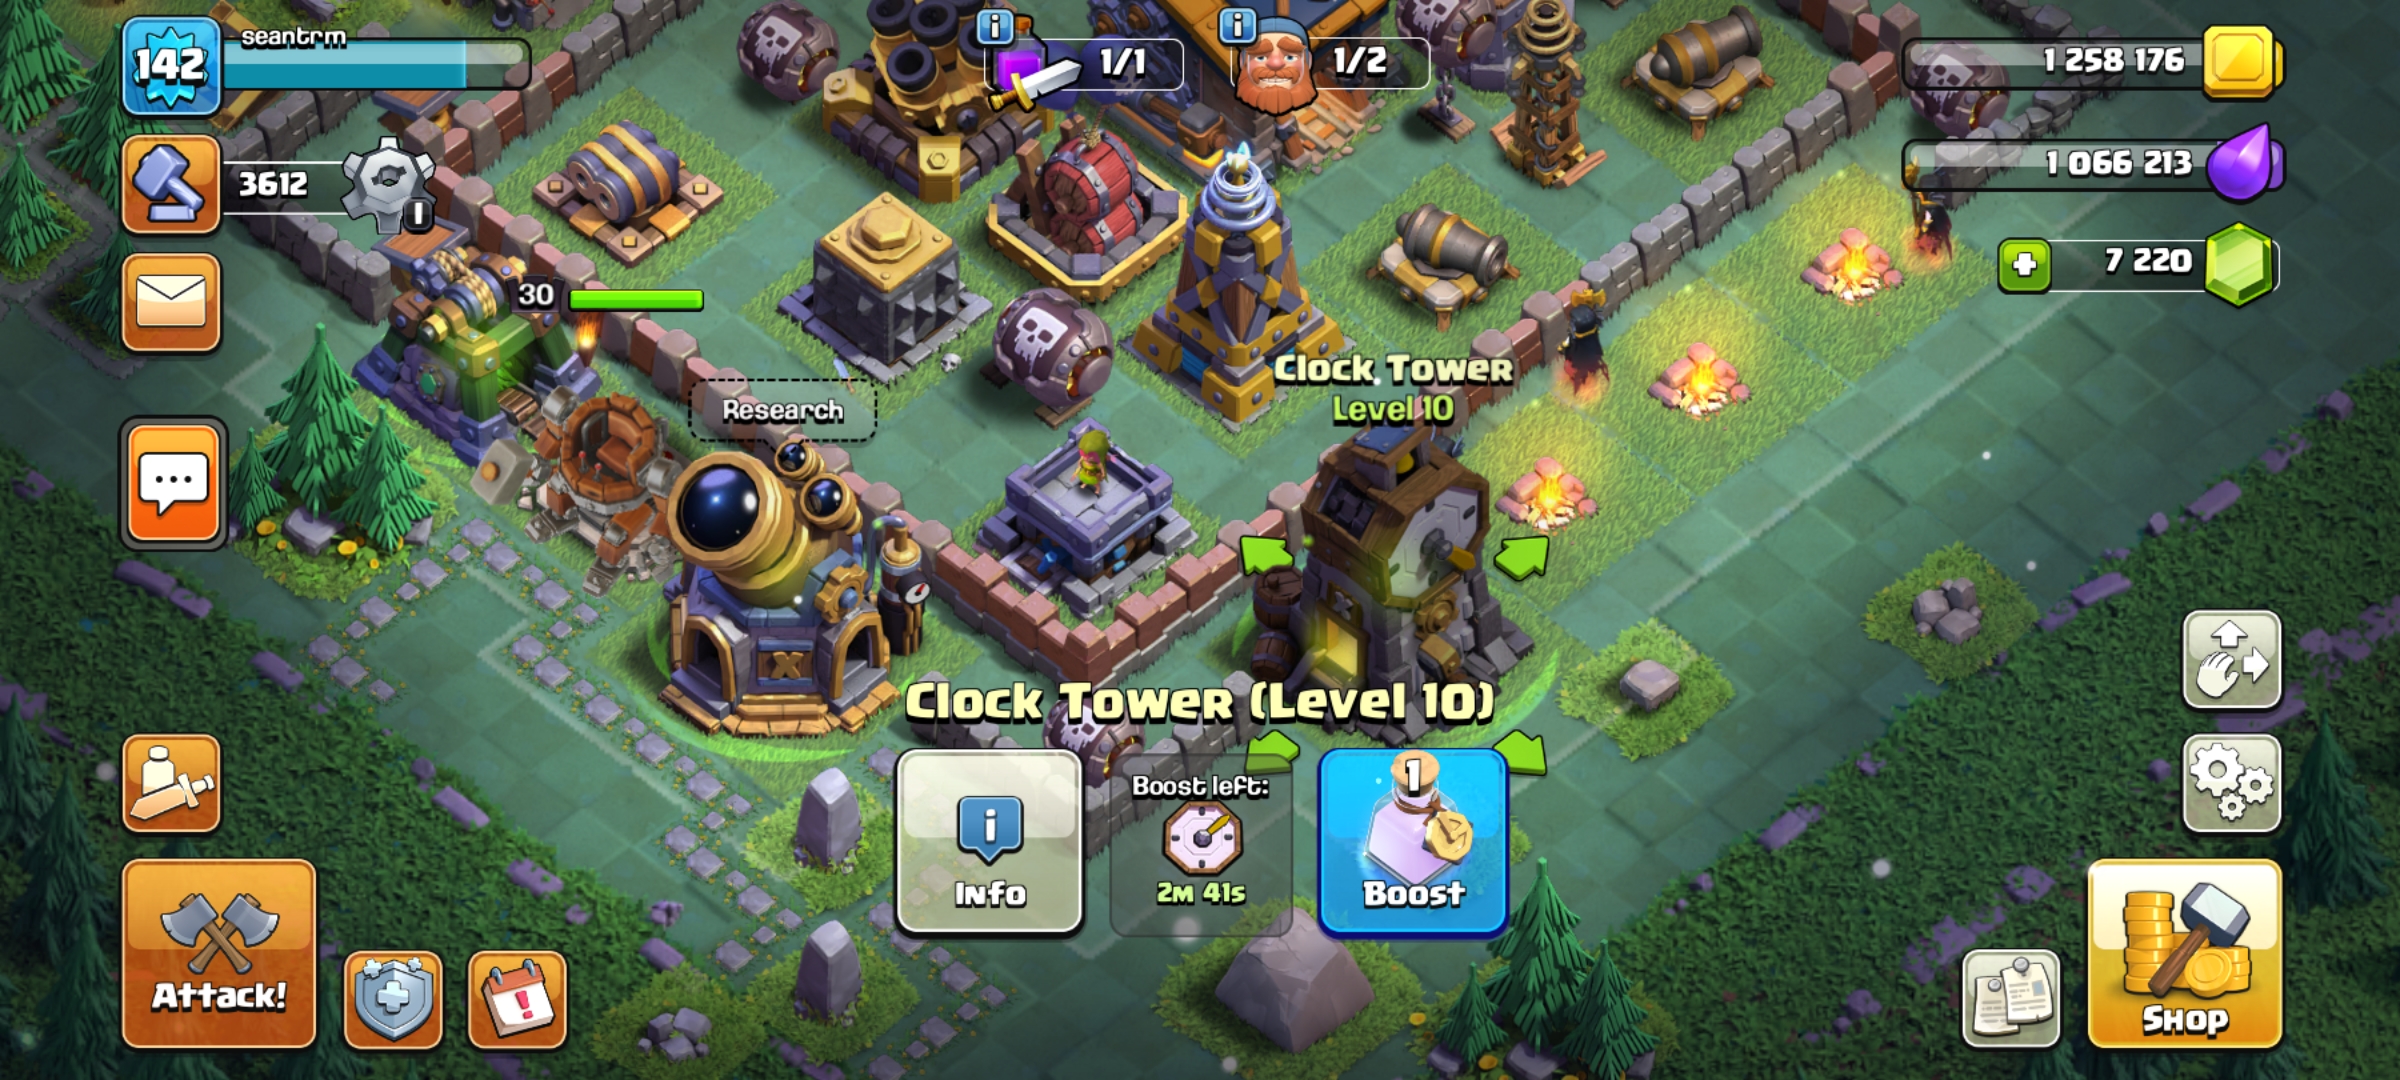 142
seantrm
1/1
1/2
1 258 176
3612
1 066 213
7 220
30
Clock Tower
Level 10
Research
Clock Tower (Level 10)
Info
Boost left:
2M 41s
1
Boost
Attack!
Shop